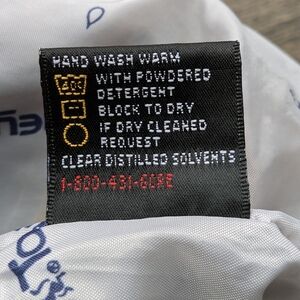 HAND WASH WARM
WITH POWDERED
DETERGENT
BLOCK TO DRY
IF DRY CLEANED
REQUEST
CLEAR DISTILLED SOLVENTS
1-800-431-GORE